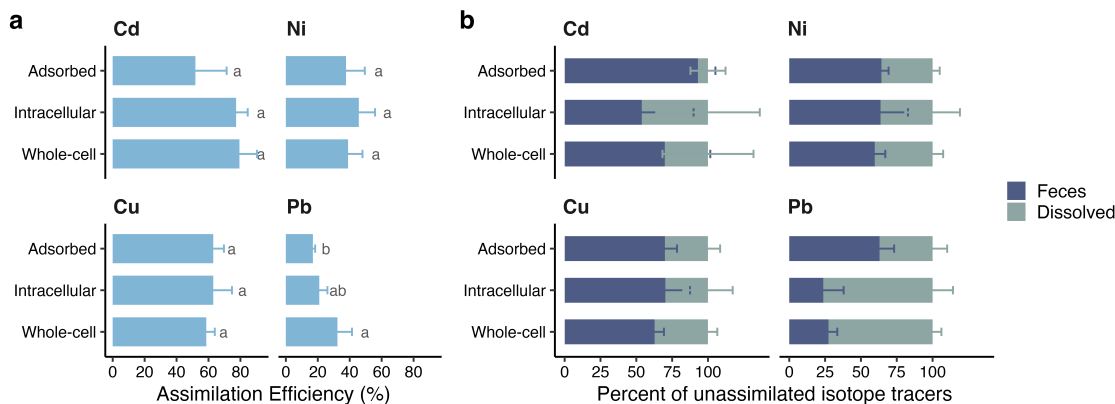 a
b
Cd
Ni
Cd
Ni
Adsorbed
a
a
Adsorbed
Intracellular
a
a
Intracellular
Whole-cell
a
a
Whole-cell
Feces
Dissolved
Cu
Pb
Cu
Pb
Adsorbed
a
b
Adsorbed
Intracellular
a
ab
Intracellular
Whole-cell
a
a
Whole-cell
0 20 40 60 80
0 20 40 60 80
0 25 50 75 100
0 25 50 75 100
Assimilation Efficiency (%)
Percent of unassimilated isotope tracers